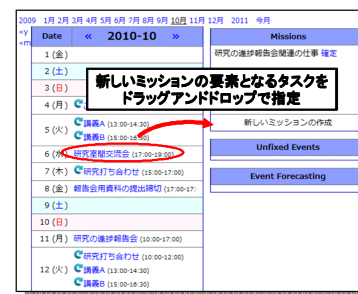 2009 1月 2月 3月 4月 5月 6月 7月 8月 9月 10月 11月 12月 2011 今月
«y
«m
Date « 2010-10 »
1 (金)
2 (土)
3 (日)
4 (月)
5 (火) 講義A (13:00-14:30)
講義B (15:00-16:30)
6 (水) 研究室間交流会 (17:00-19:00)
7 (木) 研究打ち合わせ (15:00-17:00)
8 (金) 報告会用資料の提出締切 (17:00-17:
9 (土)
10 (日)
11 (月) 研究の進捗報告会 (10:00-17:00)
12 (火) 研究打ち合わせ (10:00-12:00)
講義A (13:00-14:30)
講義B (15:00-16:30)
Missions
研究の進捗報告会関連の仕事 確定
新しいミッションの要素となるタスクを
ドラッグアンドドロップで指定
新しいミッションの作成
Unfixed Events
Event Forecasting